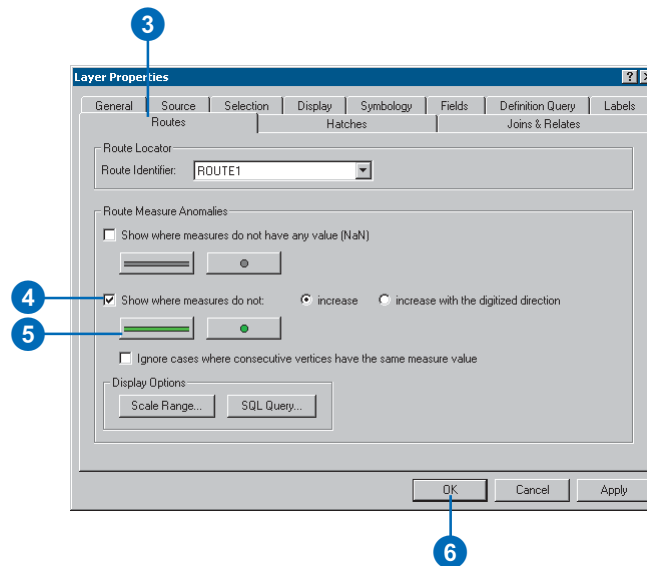 3
Layer Properties
General Source Selection Display Symbology Fields Definition Query Labels
Routes Hatches Joins & Relates
Route Locator
Route Identifier: ROUTE1
Route Measure Anomalies
Show where measures do not have any value (NaN)
4 Show where measures do not: increase increase with the digitized direction
5
Ignore cases where consecutive vertices have the same measure value
Display Options
Scale Range... SQL Query...
OK Cancel Apply
6